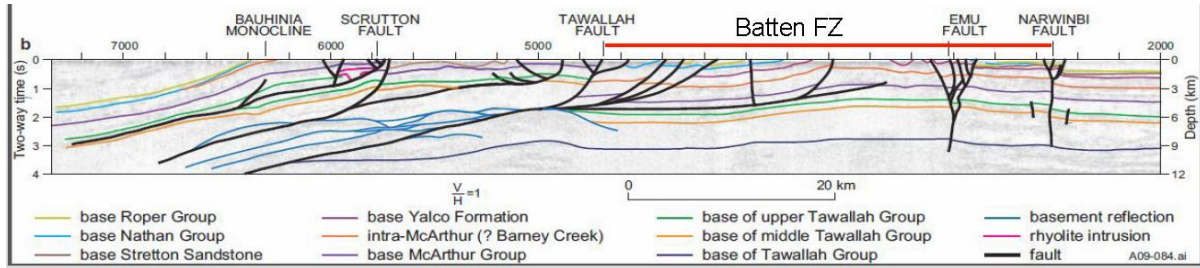 b
BAUHINIA MONOCLINE
SCRUTTON FAULT
TAWALLAH FAULT
Batten FZ
EMU FAULT
NARWINBI FAULT
7000 6000 5000 2000
Two-way time (s)
0
1
2
3
4
Depth (km)
0
3
6
9
12
V/H =1
0 20 km
base Roper Group
base Nathan Group
base Stretton Sandstone
base Yalco Formation
intra-McArthur (? Barney Creek)
base McArthur Group
base of upper Tawallah Group
base of middle Tawallah Group
base of Tawallah Group
basement reflection
rhyolite intrusion
fault
A09-084.ai